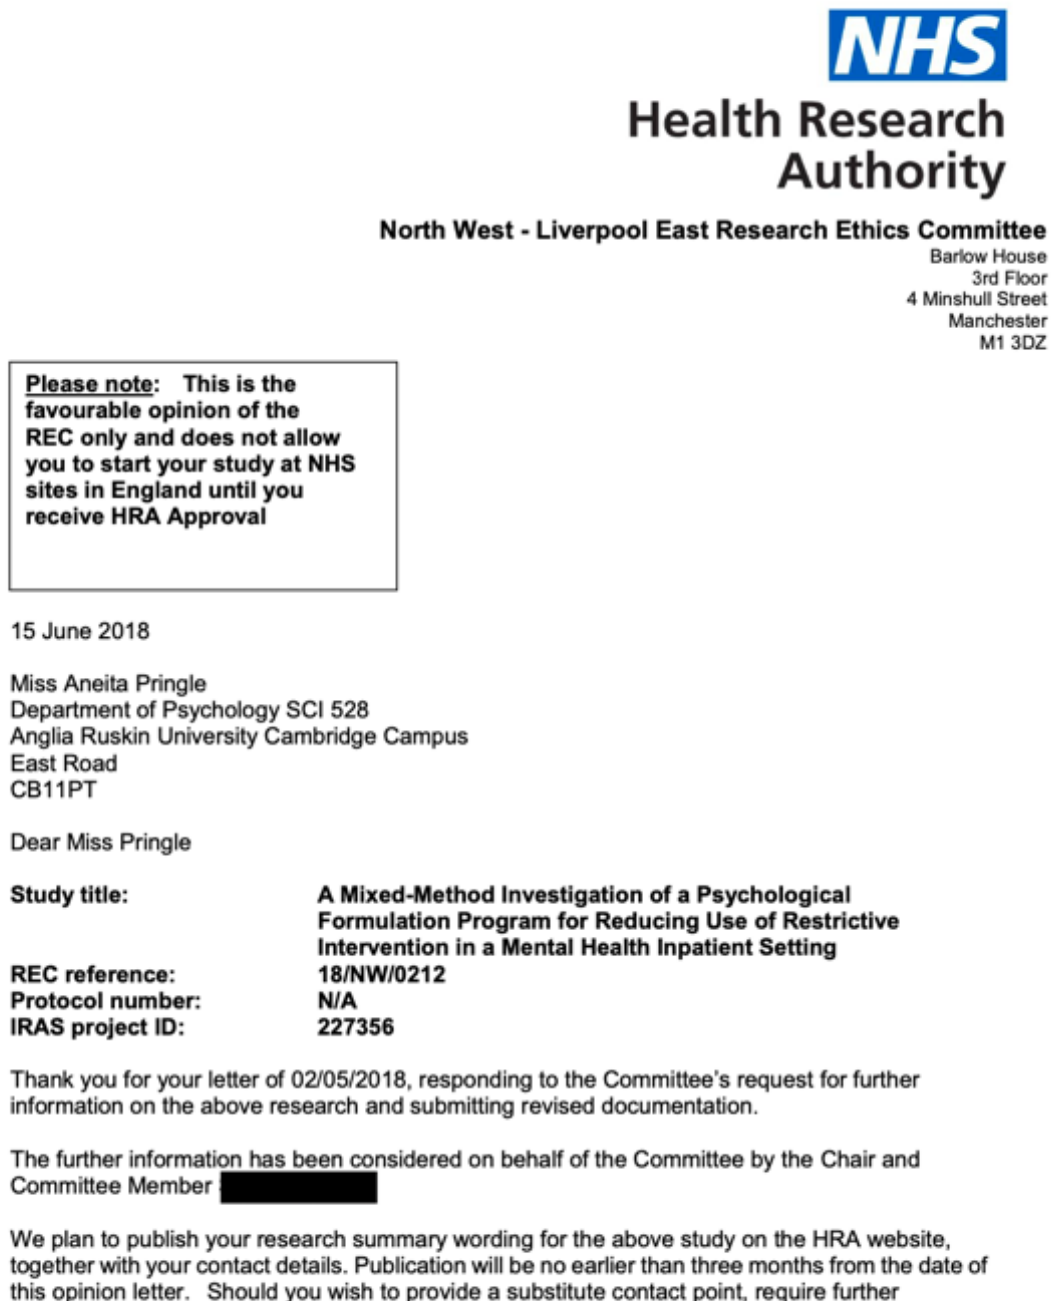 NHS
Health Research
Authority
North West - Liverpool East Research Ethics Committee
Barlow House
3rd Floor
4 Minshull Street
Manchester
M1 3DZ
Please note: This is the
favourable opinion of the
REC only and does not allow
you to start your study at NHS
sites in England until you
receive HRA Approval
15 June 2018
Miss Aneita Pringle
Department of Psychology SCI 528
Anglia Ruskin University Cambridge Campus
East Road
CB11PT
Dear Miss Pringle
Study title: A Mixed-Method Investigation of a Psychological
Formulation Program for Reducing Use of Restrictive
Intervention in a Mental Health Inpatient Setting
REC reference: 18/NW/0212
Protocol number: N/A
IRAS project ID: 227356
Thank you for your letter of 02/05/2018, responding to the Committee's request for further
information on the above research and submitting revised documentation.
The further information has been considered on behalf of the Committee by the Chair and
Committee Member
We plan to publish your research summary wording for the above study on the HRA website,
together with your contact details. Publication will be no earlier than three months from the date of
this opinion letter. Should you wish to provide a substitute contact point, require further